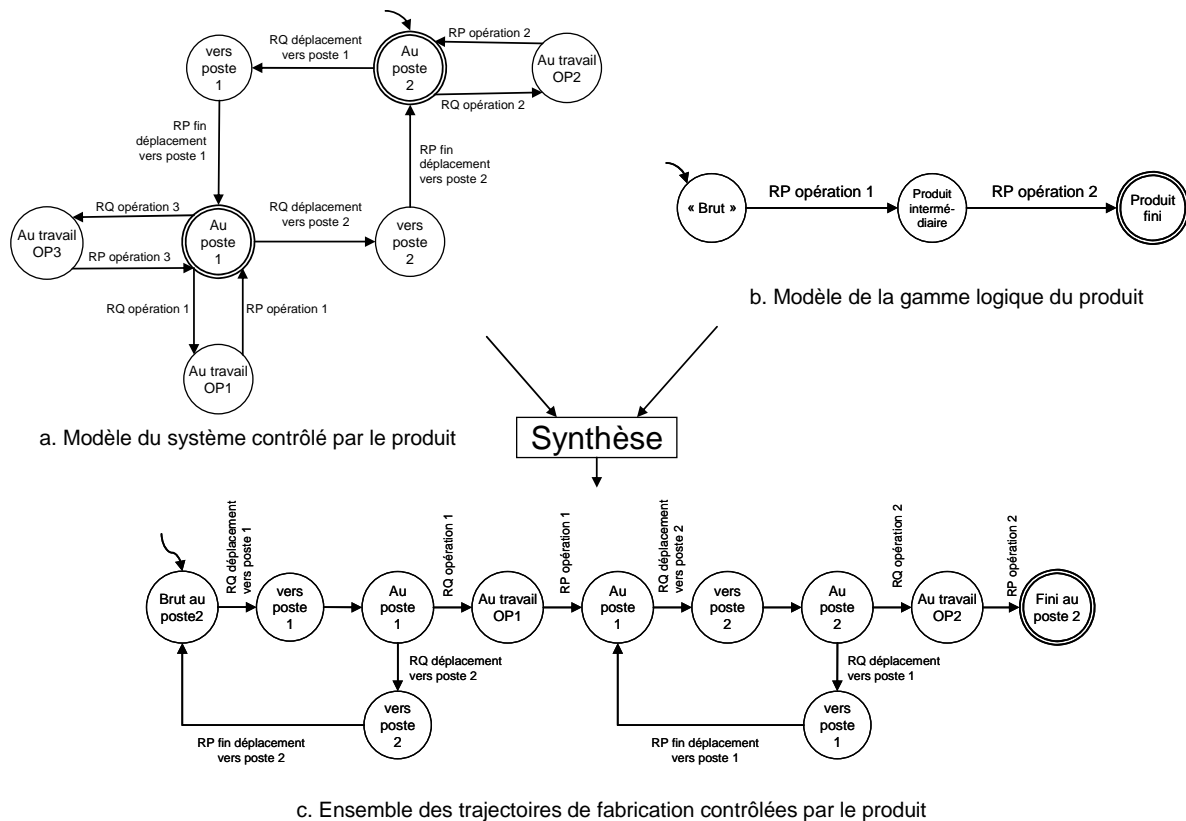 RQ déplacement
vers poste 1
vers
poste
1
Au
poste
2
RP opération 2
Au travail
OP2
RQ opération 2
RP fin
déplacement
vers poste 1
RP fin
déplacement
vers poste 2
RQ opération 3
Au travail
OP3
RP opération 3
Au
poste
1
RQ déplacement
vers poste 2
vers
poste
2
RQ opération 1
RP opération 1
Au travail
OP1
a. Modèle du système contrôlé par le produit
« Brut »
RP opération 1
Produit
intermé-
diaire
RP opération 2
Produit
fini
b. Modèle de la gamme logique du produit
Synthèse
Brut au
poste2
RQ déplacement
vers poste 1
vers
poste
1
Au
poste
1
RQ opération 1
Au travail
OP1
RP opération 1
Au
poste
1
RQ déplacement
vers poste 2
vers
poste
2
Au
poste
2
RQ opération 2
Au travail
OP2
RP opération 2
Fini au
poste 2
RQ déplacement
vers poste 2
vers
poste
2
RP fin déplacement
vers poste 2
RQ déplacement
vers poste 1
vers
poste
1
RP fin déplacement
vers poste 1
c. Ensemble des trajectoires de fabrication contrôlées par le produit